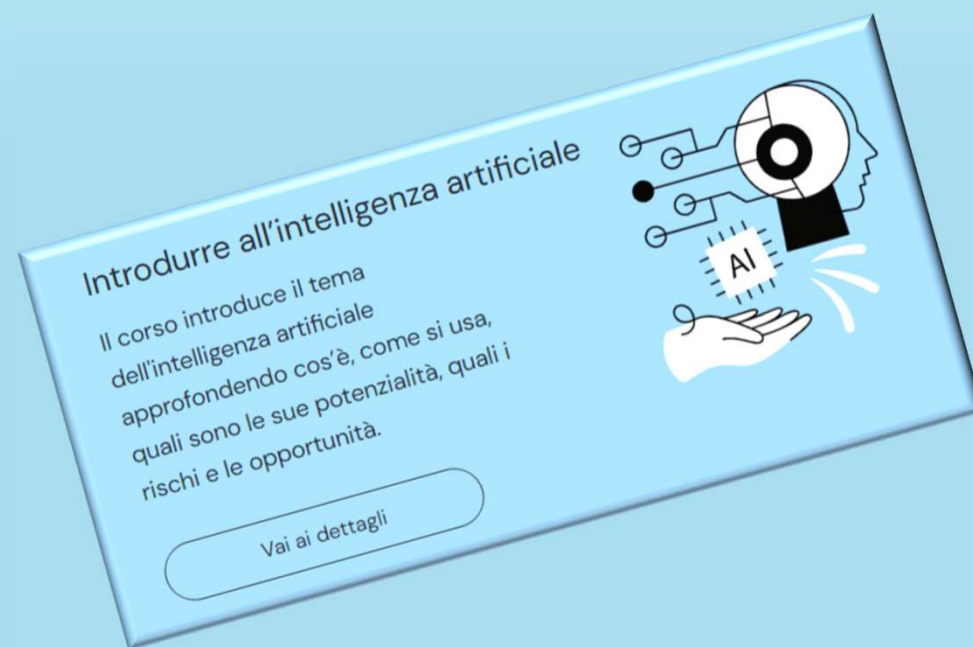 Introdurre all’intelligenza artificiale
Il corso introduce il tema
dell'intelligenza artificiale
approfondendo cos’è, come si usa,
quali sono le sue potenzialità, quali i
rischi e le opportunità.
Vai ai dettagli
AI